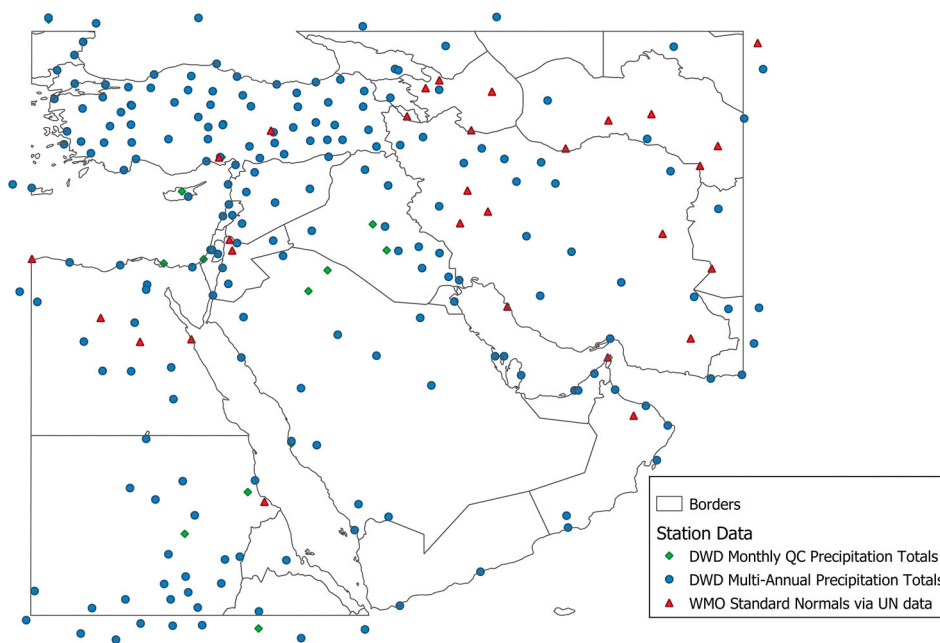 Borders
Station Data
DWD Monthly QC Precipitation Totals
DWD Multi-Annual Precipitation Totals
WMO Standard Normals via UN data